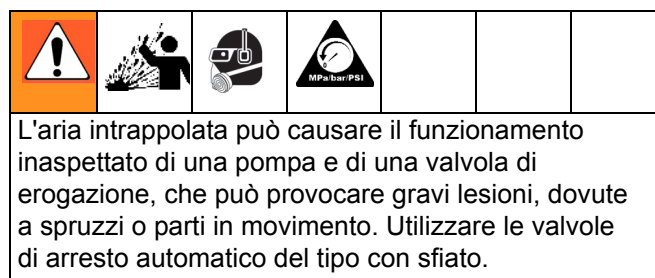 MPa/bar/PSI
L'aria intrappolata può causare il funzionamento
inaspettato di una pompa e di una valvola di
erogazione, che può provocare gravi lesioni, dovute
a spruzzi o parti in movimento. Utilizzare le valvole
di arresto automatico del tipo con sfiato.